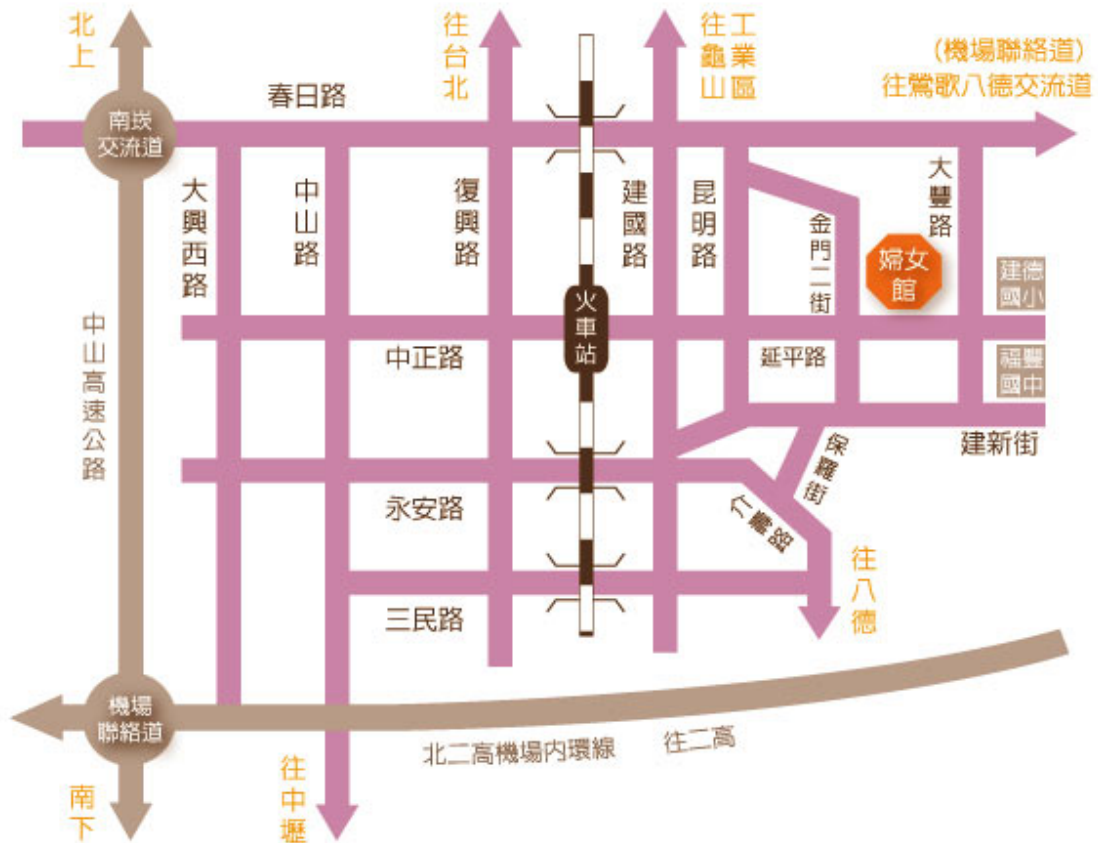 北上
往台北
往龜山
工業區
(機場聯絡道)
往鶯歌八德交流道
春日路
南崁
交流道
大興西路
中山路
復興路
建國路
昆明路
金門二街
大豐路
婦女
館
建德
國小
火車站
中正路
延平路
福豐
國中
中山高速公路
建新街
保羅街
永安路
介壽路
往八德
三民路
機場
聯絡道
北二高機場內環線
往二高
南下
往中壢